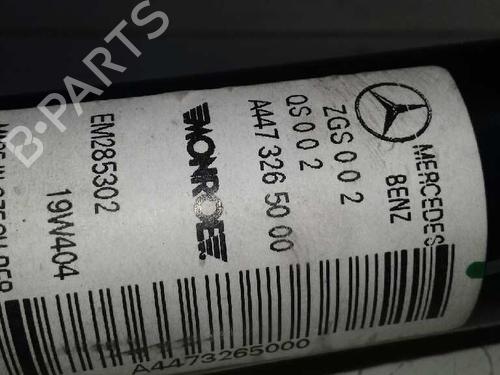 MERCEDES
BENZ
ZGS 0 0 2
QS 0 0 2
A447 326 50 00
MONROE
EM285302
19W404
A4473265000
B-PARTS